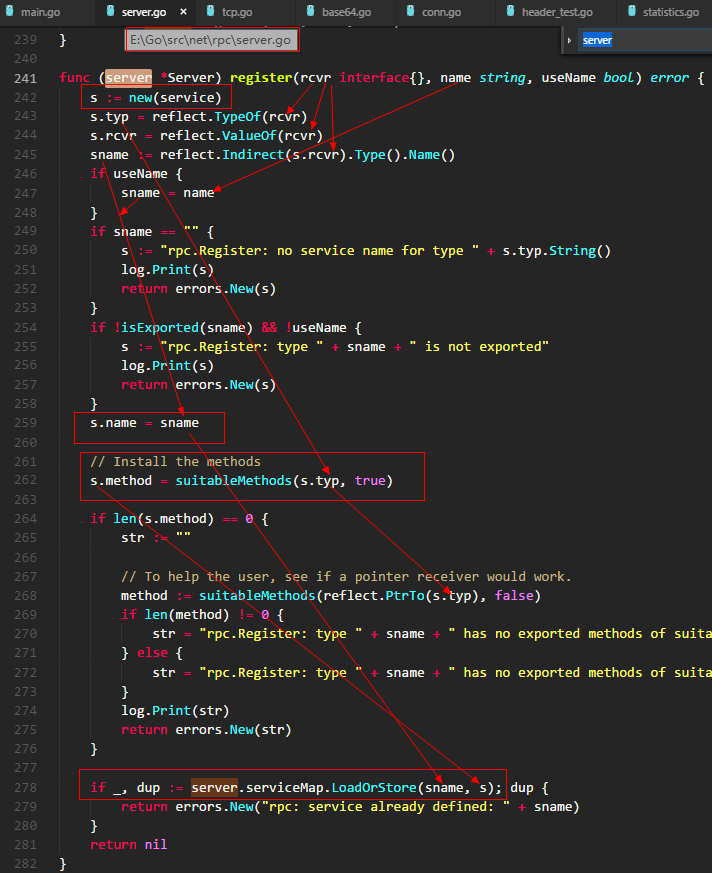 main.go server.go × tcp.go base64.go conn.go header_test.go statistics.go
239 }
E:\Go\src\net\rpc\server.go
server
240
241 func (server *Server) register(rcvr interface{}, name string, useName bool) error {
242 s := new(service)
243 s.typ = reflect.TypeOf(rcvr)
244 s.rcvr = reflect.ValueOf(rcvr)
245 sname := reflect.Indirect(s.rcvr).Type().Name()
246 if useName {
247 sname = name
248 }
249 if sname == "" {
250 s := "rpc.Register: no service name for type " + s.typ.String()
251 log.Print(s)
252 return errors.New(s)
253 }
254 if !isExported(sname) && !useName {
255 s := "rpc.Register: type " + sname + " is not exported"
256 log.Print(s)
257 return errors.New(s)
258 }
259 s.name = sname
260
261 // Install the methods
262 s.method = suitableMethods(s.typ, true)
263
264 if len(s.method) == 0 {
265 str := ""
266
267 // To help the user, see if a pointer receiver would work.
268 method := suitableMethods(reflect.PtrTo(s.typ), false)
269 if len(method) != 0 {
270 str = "rpc.Register: type " + sname + " has no exported methods of suita
271 } else {
272 str = "rpc.Register: type " + sname + " has no exported methods of suita
273 }
274 log.Print(str)
275 return errors.New(str)
276 }
277
278 if _, dup := server.serviceMap.LoadOrStore(sname, s); dup {
279 return errors.New("rpc: service already defined: " + sname)
280 }
281 return nil
282 }